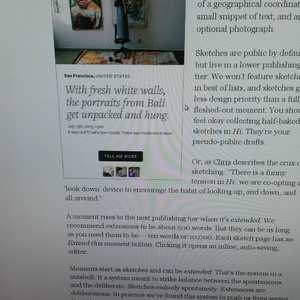 of a geographical coordinat
small snippet of text, and an
optional photograph
Sketches are public by defau
but live in a lower publishing
tier. We won't feature sketch
in best of lists, and sketches g
less design priority than a full
fleshed-out moment. You shou
feel okay collecting half-baked
sketches in Hi. They're your
pseudo-public drafts.
San Francisco, UNITED STATES
With fresh white walls,
the portraits from Bali
get unpacked and hung.
TELL ME MORE
Or, as Chris describes the crux o
sketching: "There is a funny
tension in Hi: we are co-opting a
'look down' device to encourage the habit of looking up, and down, and
all around."
A moment rises to the next publishing tier when it's extended. We
recommend extensions to be about 500 words. But they can be as long
as you need them to be — ten words or 10,000. Each sketch page has an
Extend this moment button. Clicking it opens an inline, auto-saving,
editor.
Moments start as sketches and can be extended. That's the system in a
nutshell. It's a system meant to strike balance between the spontaneous
and the deliberate. Sketches embody spontaneity. Extensions are
deliberations. In practice we've found this seems to push us from seeing